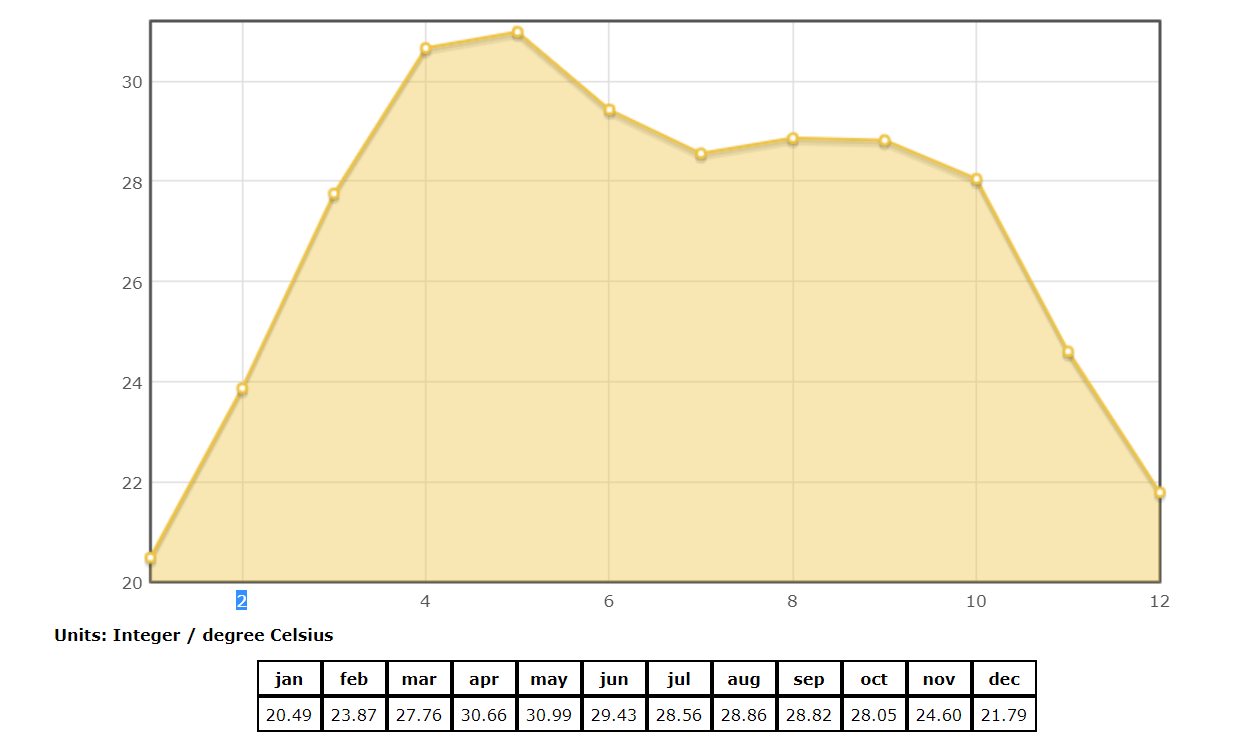 30
28
26
24
22
20
2 4 6 8 10 12
Units: Integer / degree Celsius
jan feb mar apr may jun jul aug sep oct nov dec
20.49 23.87 27.76 30.66 30.99 29.43 28.56 28.86 28.82 28.05 24.60 21.79